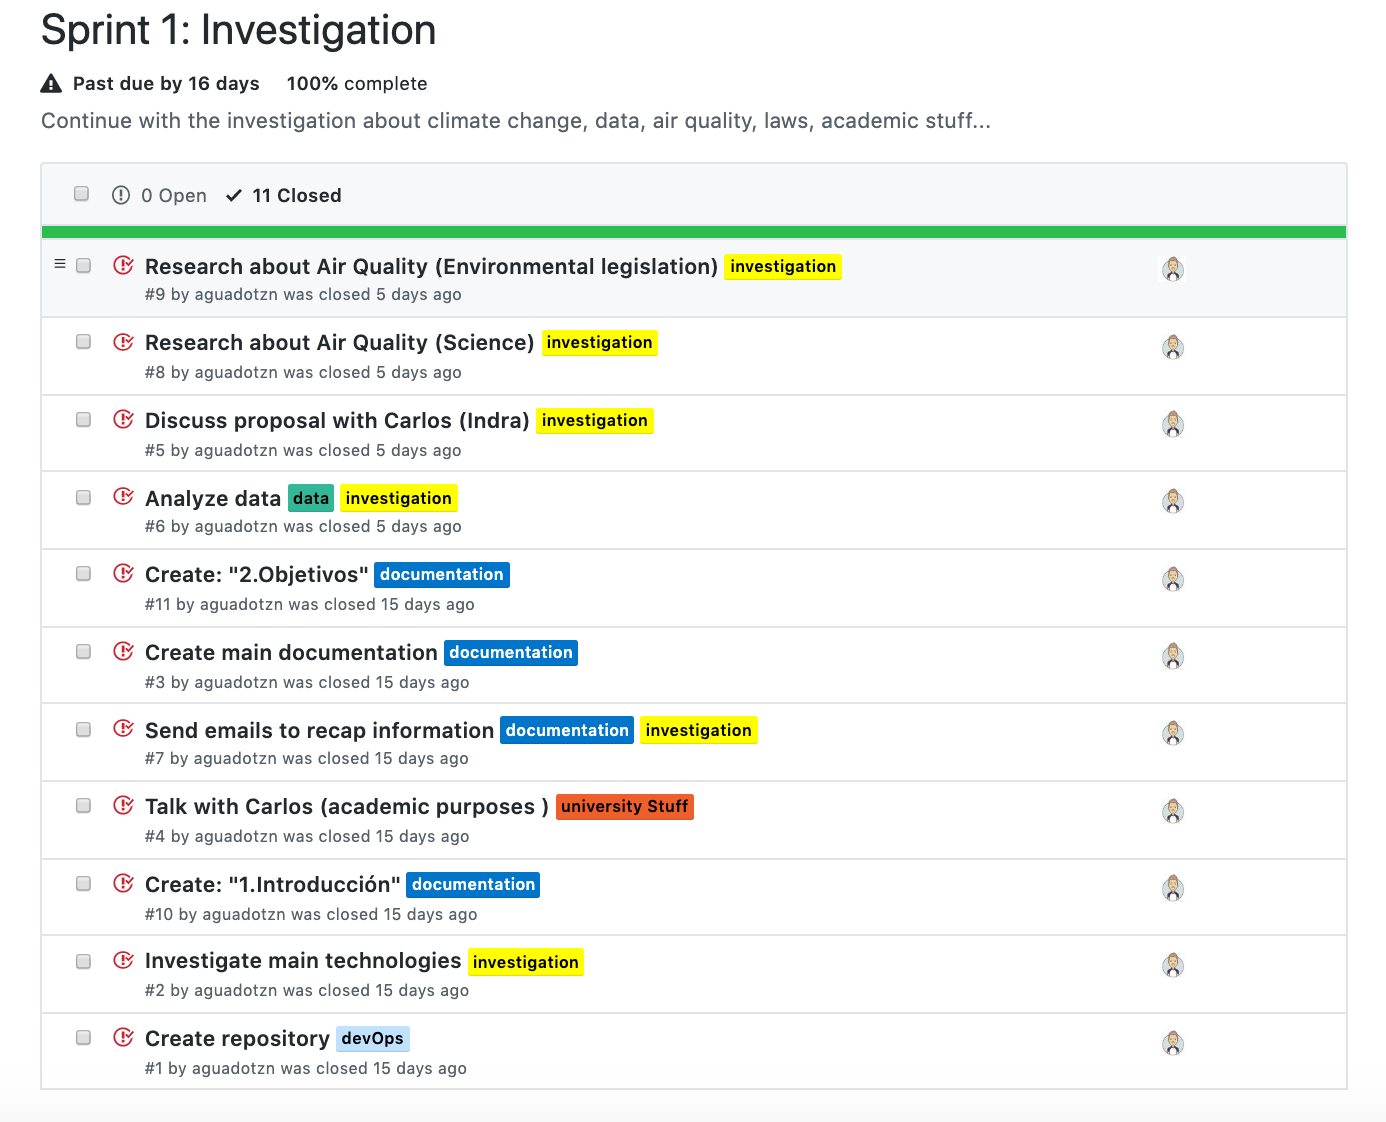 Sprint 1: Investigation
Past due by 16 days 100% complete
Continue with the investigation about climate change, data, air quality, laws, academic stuff...
0 Open 11 Closed
Research about Air Quality (Environmental legislation) investigation
#9 by aguadotzn was closed 5 days ago
Research about Air Quality (Science) investigation
#8 by aguadotzn was closed 5 days ago
Discuss proposal with Carlos (Indra) investigation
#5 by aguadotzn was closed 5 days ago
Analyze data data investigation
#6 by aguadotzn was closed 5 days ago
Create: "2.Objetivos" documentation
#11 by aguadotzn was closed 15 days ago
Create main documentation documentation
#3 by aguadotzn was closed 15 days ago
Send emails to recap information documentation investigation
#7 by aguadotzn was closed 15 days ago
Talk with Carlos (academic purposes ) university Stuff
#4 by aguadotzn was closed 15 days ago
Create: "1.Introducción" documentation
#10 by aguadotzn was closed 15 days ago
Investigate main technologies investigation
#2 by aguadotzn was closed 15 days ago
Create repository devOps
#1 by aguadotzn was closed 15 days ago